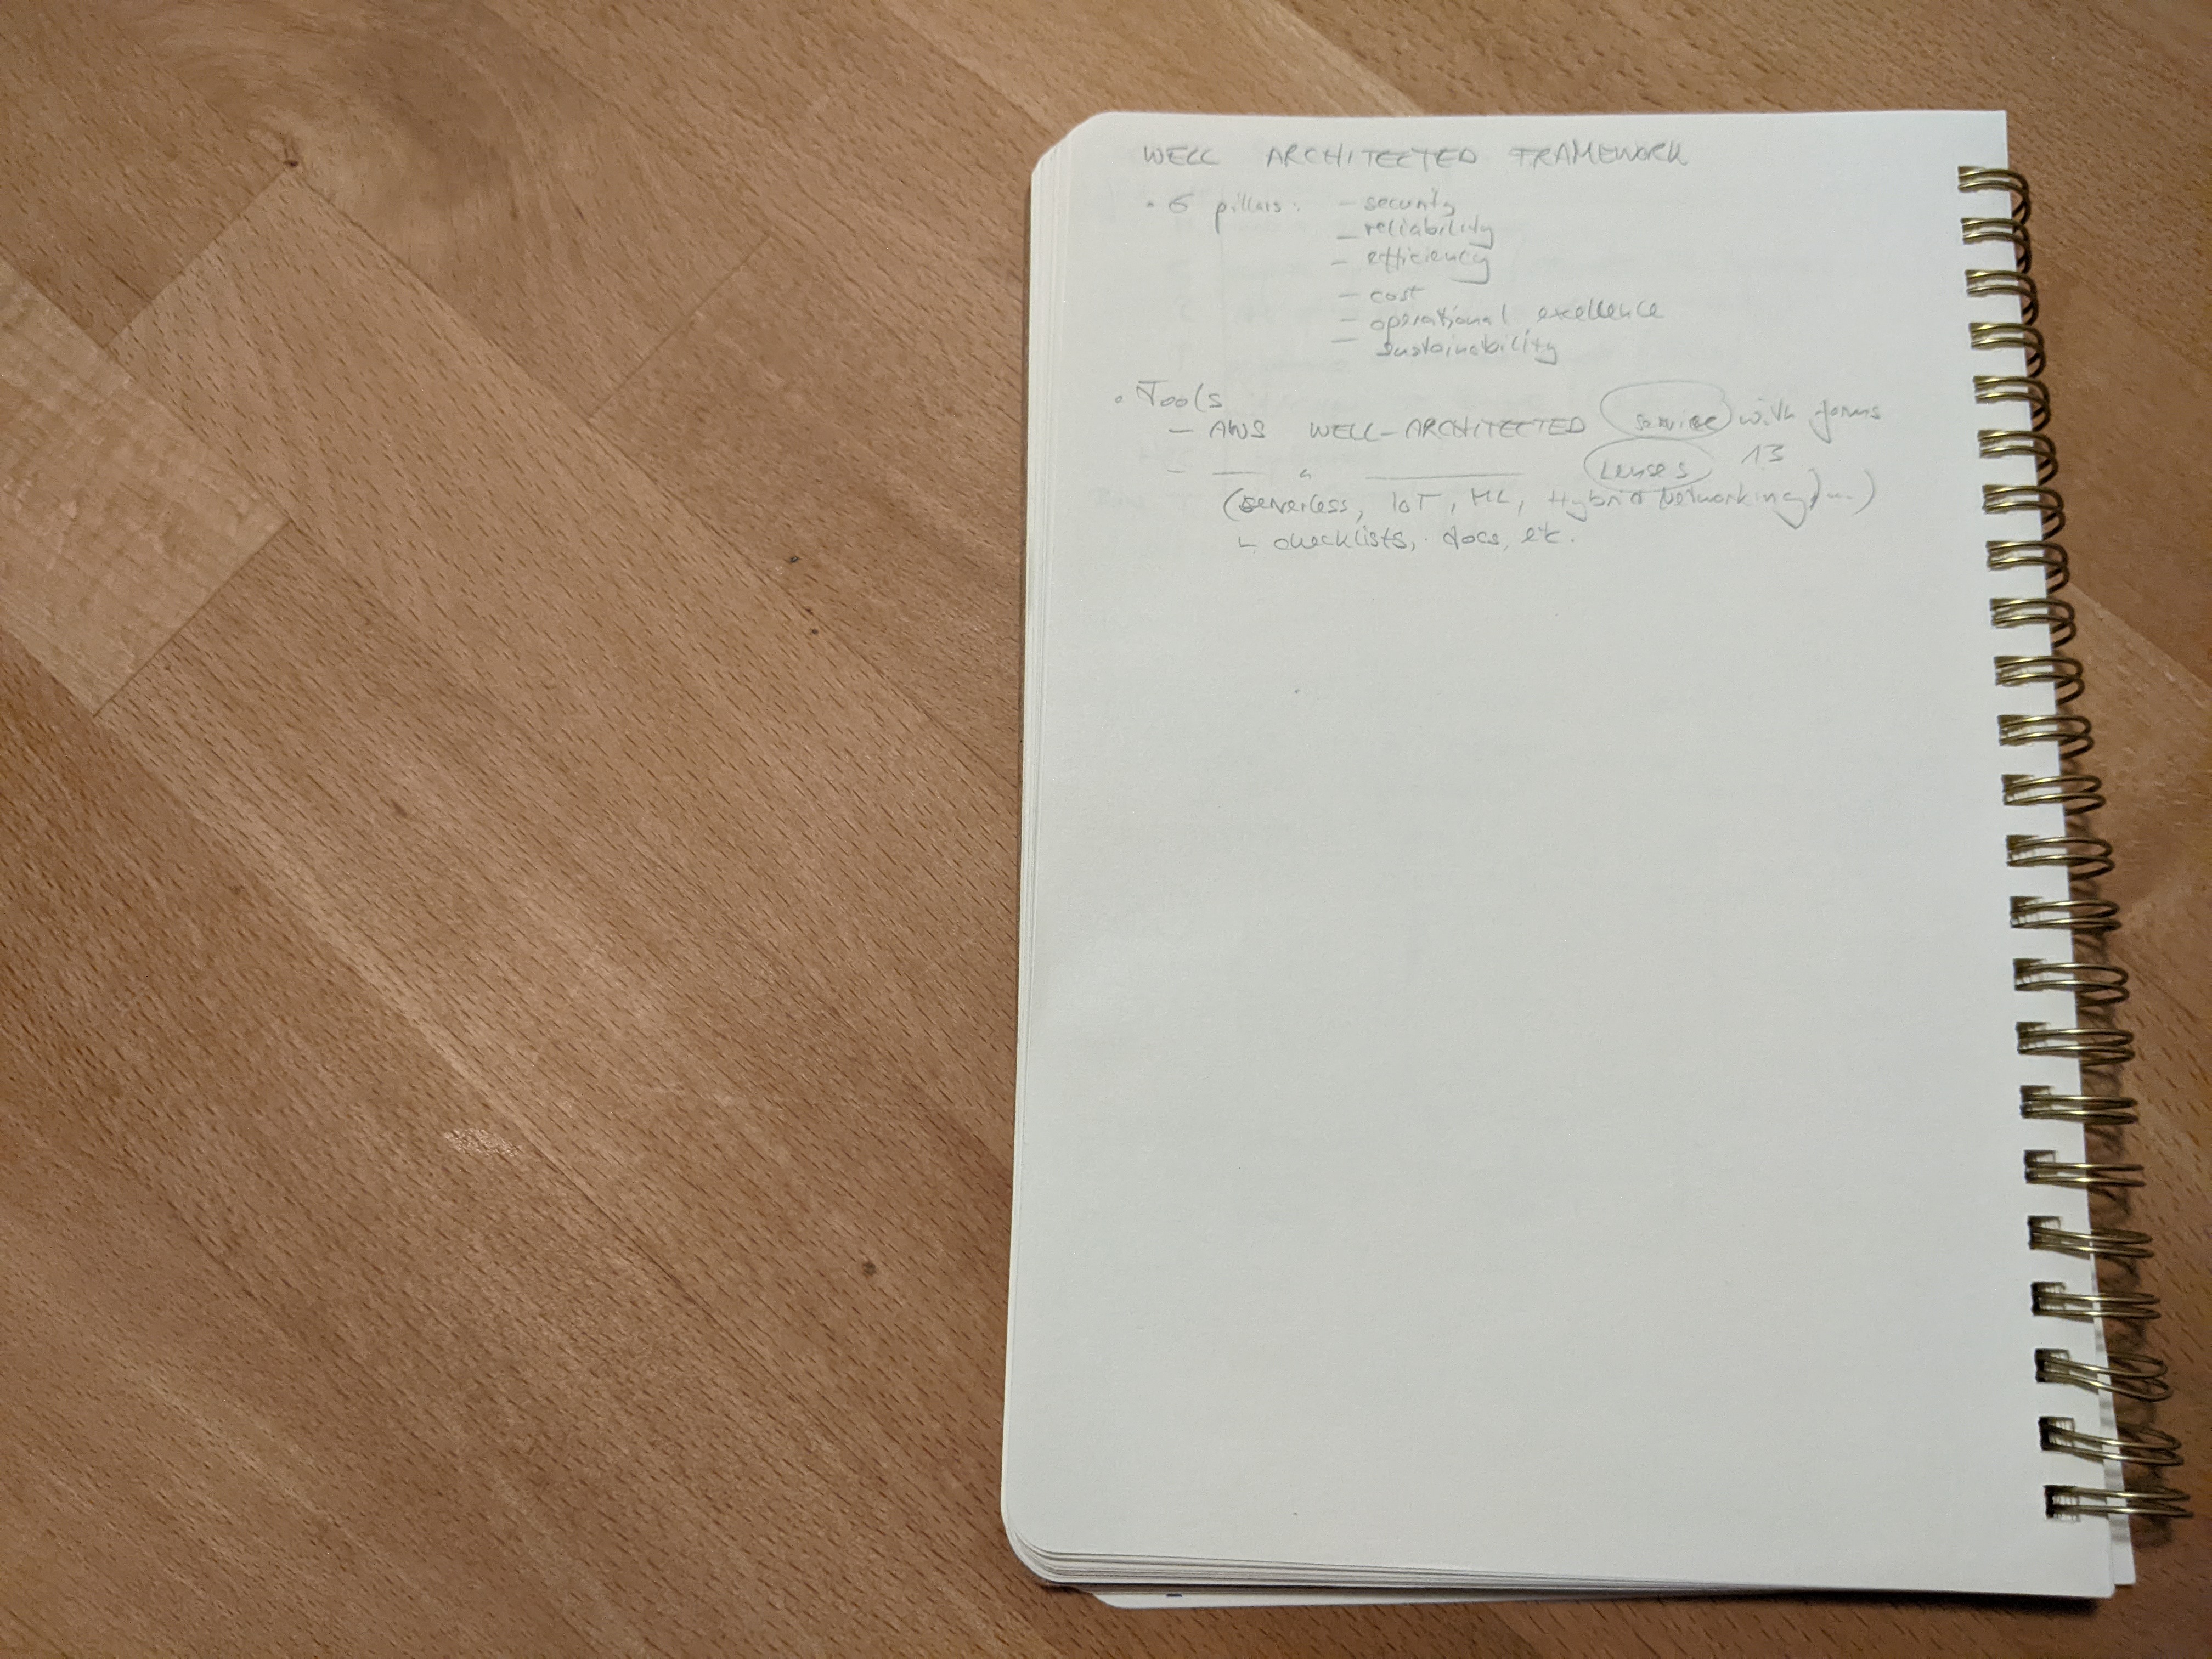 WELL ARCHITECTED FRAMEWORK
• 6 pillars: – security
– reliability
– efficiency
– cost
– operational excellence
– sustainability
• Tools
– AWS WELL-ARCHITECTED service with forms
– — " — Lenses 13
(serverless, IoT, ML, Hybrid Networking, ...)
↳ checklists, docs, etc.